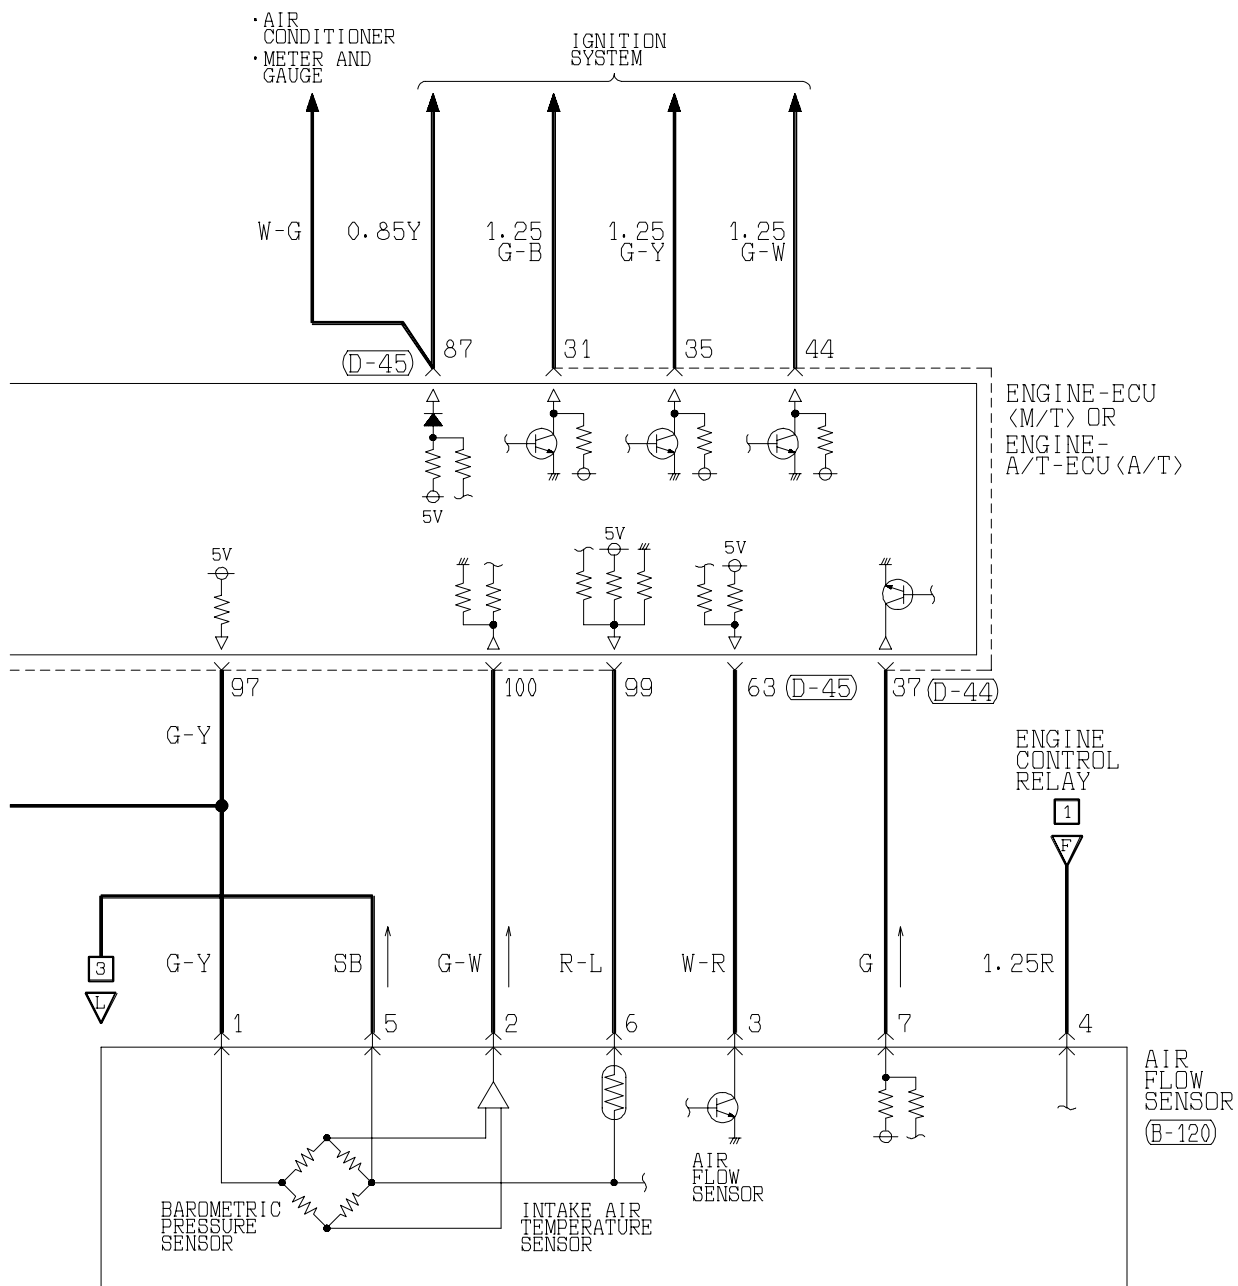 · AIR
CONDITIONER
· METER AND
GAUGE
IGNITION
SYSTEM
W-G
0.85Y
1.25
G-B
1.25
G-Y
1.25
G-W
D-45
87
31
35
44
ENGINE-ECU
<M/T> OR
ENGINE-
A/T-ECU<A/T>
5V
5V
5V
5V
97
100
99
63
D-45
37
D-44
G-Y
ENGINE
CONTROL
RELAY
1
F
3
L
G-Y
SB
G-W
R-L
W-R
G
1.25R
1
5
2
6
3
7
4
AIR
FLOW
SENSOR
B-120
BAROMETRIC
PRESSURE
SENSOR
INTAKE AIR
TEMPERATURE
SENSOR
AIR
FLOW
SENSOR